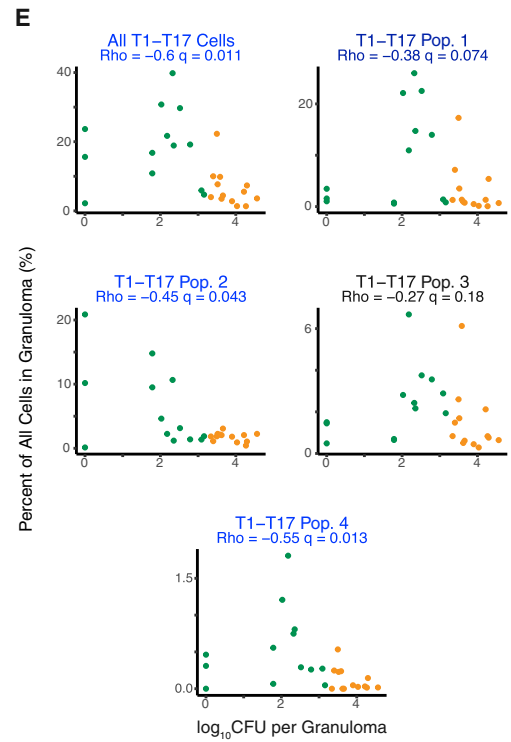 E
All T1–T17 Cells
Rho = –0.6 q = 0.011
T1–T17 Pop. 1
Rho = –0.38 q = 0.074
40
20
0
0 2 4
20
0
0 2 4
T1–T17 Pop. 2
Rho = –0.45 q = 0.043
T1–T17 Pop. 3
Rho = –0.27 q = 0.18
20
10
0
0 2 4
6
3
0
0 2 4
Percent of All Cells in Granuloma (%)
T1–T17 Pop. 4
Rho = –0.55 q = 0.013
1.5
0.0
0 2 4
log₁₀CFU per Granuloma